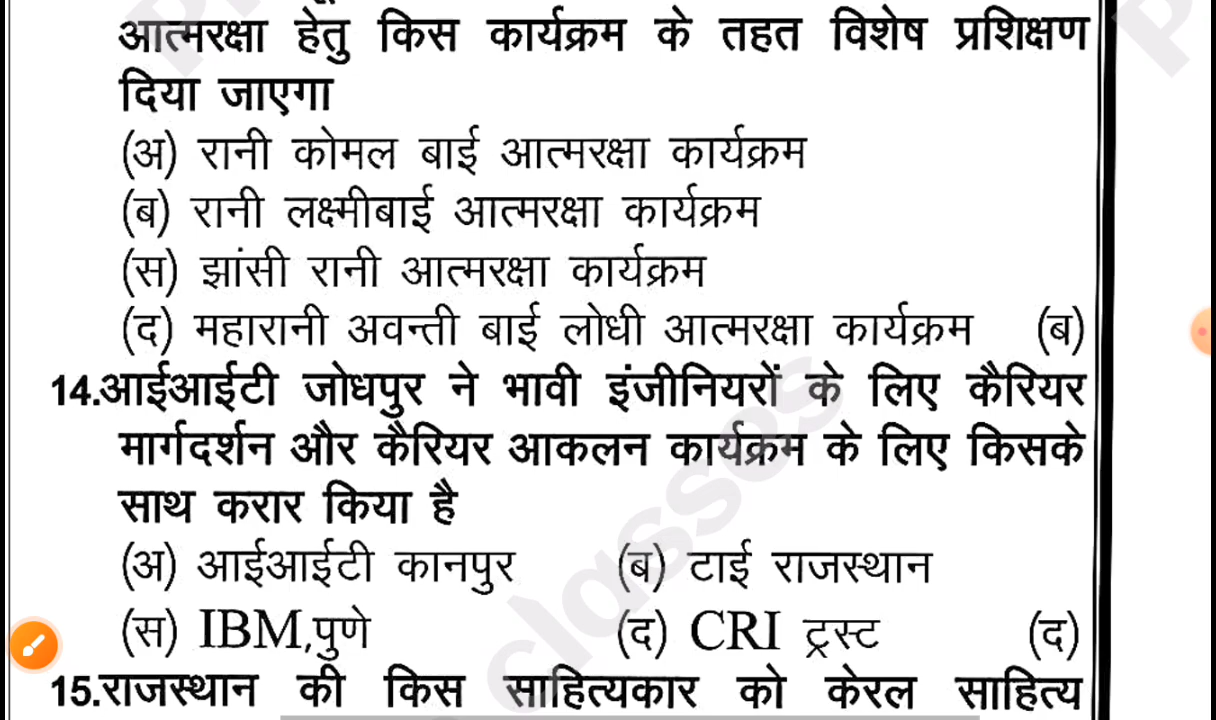 आत्मरक्षा हेतु किस कार्यक्रम के तहत विशेष प्रशिक्षण
दिया जाएगा
(अ) रानी कोमल बाई आत्मरक्षा कार्यक्रम
(ब) रानी लक्ष्मीबाई आत्मरक्षा कार्यक्रम
(स) झांसी रानी आत्मरक्षा कार्यक्रम
(द) महारानी अवन्ती बाई लोधी आत्मरक्षा कार्यक्रम (ब)
14.आईआईटी जोधपुर ने भावी इंजीनियरों के लिए कैरियर
मार्गदर्शन और कैरियर आकलन कार्यक्रम के लिए किसके
साथ करार किया है
(अ) आईआईटी कानपुर (ब) टाई राजस्थान
(स) IBM,पुणे (द) CRI ट्रस्ट (द)
15.राजस्थान की किस साहित्यकार को केरल साहित्य
classes